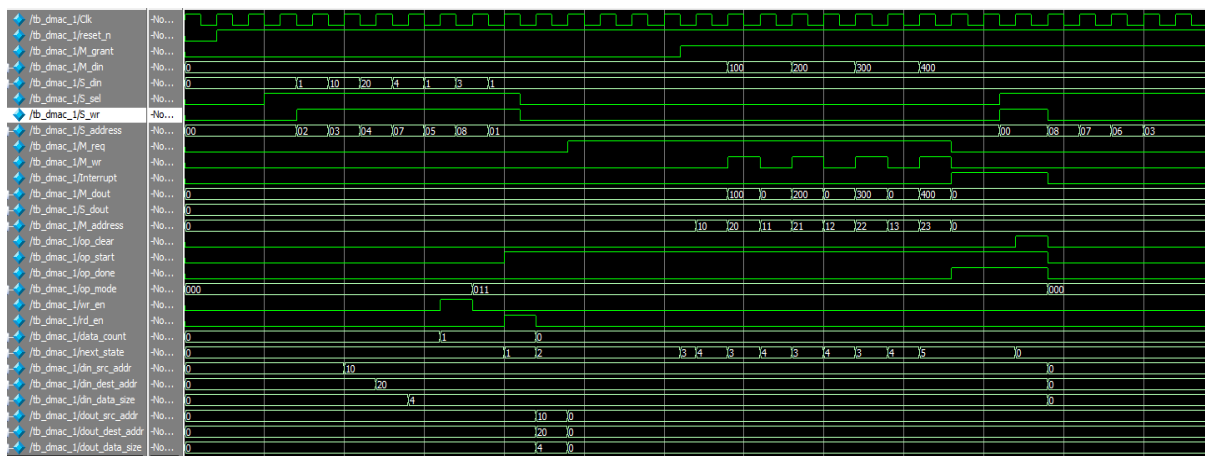 /tb_dmac_1/Clk -No...
/tb_dmac_1/reset_n -No...
/tb_dmac_1/M_grant -No...
/tb_dmac_1/M_din -No... 0 100 200 300 400
/tb_dmac_1/S_din -No... 0 1 10 20 4 1 3 1
/tb_dmac_1/S_sel -No...
/tb_dmac_1/S_wr -No...
/tb_dmac_1/S_address -No... 00 02 03 04 07 05 08 01 00 08 07 06 03
/tb_dmac_1/M_req -No...
/tb_dmac_1/M_wr -No...
/tb_dmac_1/Interrupt -No...
/tb_dmac_1/M_dout -No... 0 100 0 200 0 300 0 400 0
/tb_dmac_1/S_dout -No... 0
/tb_dmac_1/M_address -No... 0 10 20 11 21 12 22 13 23 0
/tb_dmac_1/op_clear -No...
/tb_dmac_1/op_start -No...
/tb_dmac_1/op_done -No...
/tb_dmac_1/op_mode -No... 000 011 000
/tb_dmac_1/wr_en -No...
/tb_dmac_1/rd_en -No...
/tb_dmac_1/data_count -No... 0 1 0
/tb_dmac_1/next_state -No... 0 1 2 3 4 3 4 3 4 3 4 5 0
/tb_dmac_1/din_src_addr -No... 0 10 0
/tb_dmac_1/din_dest_addr -No... 0 20 0
/tb_dmac_1/din_data_size -No... 0 4 0
/tb_dmac_1/dout_src_addr -No... 0 10 0
/tb_dmac_1/dout_dest_addr -No... 0 20 0
/tb_dmac_1/dout_data_size -No... 0 4 0